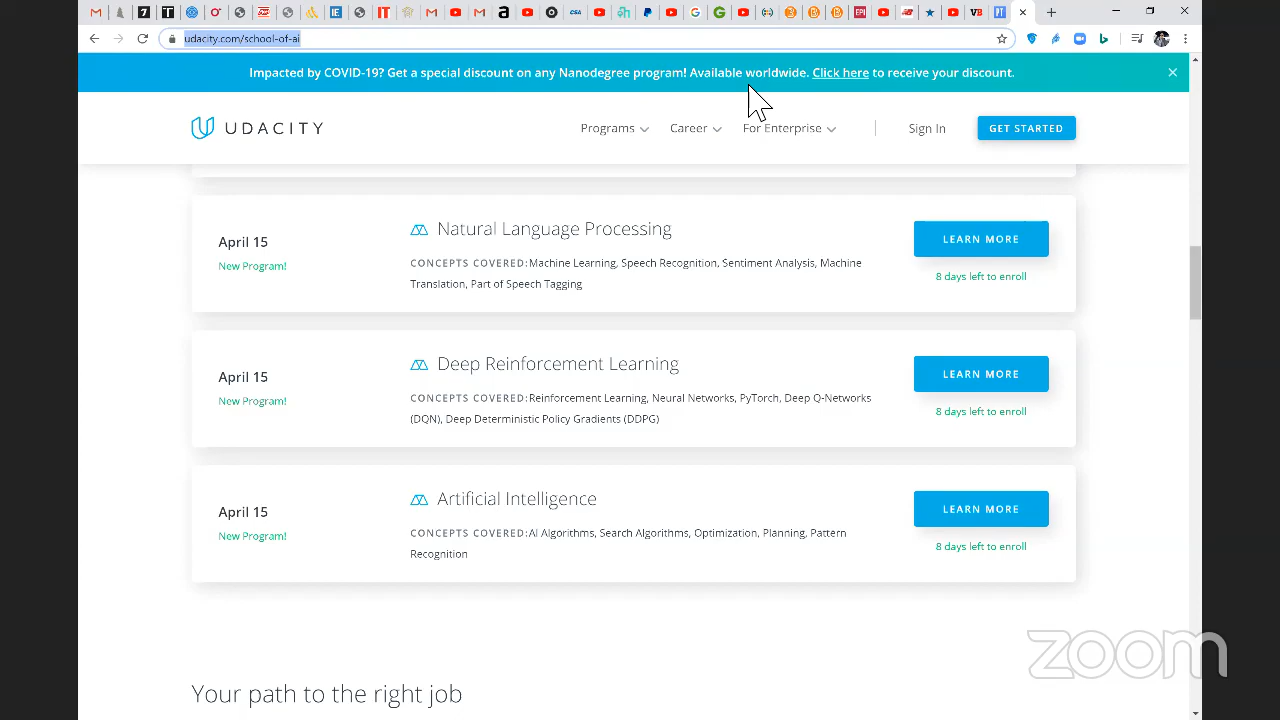 udacity.com/school-of-ai
Impacted by COVID-19? Get a special discount on any Nanodegree program! Available worldwide. Click here to receive your discount.
UDACITY
Programs
Career
For Enterprise
Sign In
GET STARTED
April 15
New Program!
Natural Language Processing
CONCEPTS COVERED:Machine Learning, Speech Recognition, Sentiment Analysis, Machine
Translation, Part of Speech Tagging
LEARN MORE
8 days left to enroll
April 15
New Program!
Deep Reinforcement Learning
CONCEPTS COVERED:Reinforcement Learning, Neural Networks, PyTorch, Deep Q-Networks
(DQN), Deep Deterministic Policy Gradients (DDPG)
LEARN MORE
8 days left to enroll
April 15
New Program!
Artificial Intelligence
CONCEPTS COVERED:AI Algorithms, Search Algorithms, Optimization, Planning, Pattern
Recognition
LEARN MORE
8 days left to enroll
zoom
Your path to the right job